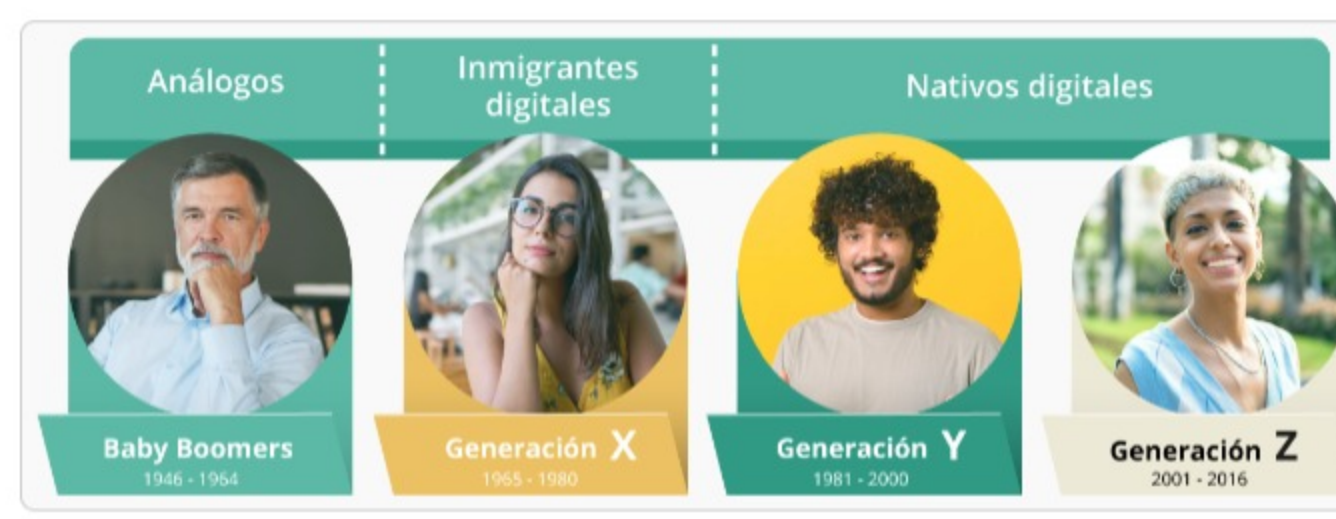 Análogos
Inmigrantes
digitales
Nativos digitales
Baby Boomers
1946 - 1964
Generación X
1965 - 1980
Generación Y
1981 - 2000
Generación Z
2001 - 2016